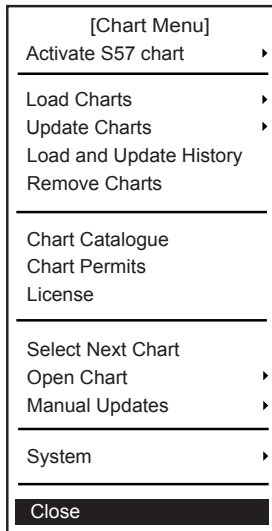 [Chart Menu]
Activate S57 chart
Load Charts
Update Charts
Load and Update History
Remove Charts
Chart Catalogue
Chart Permits
License
Select Next Chart
Open Chart
Manual Updates
System
Close